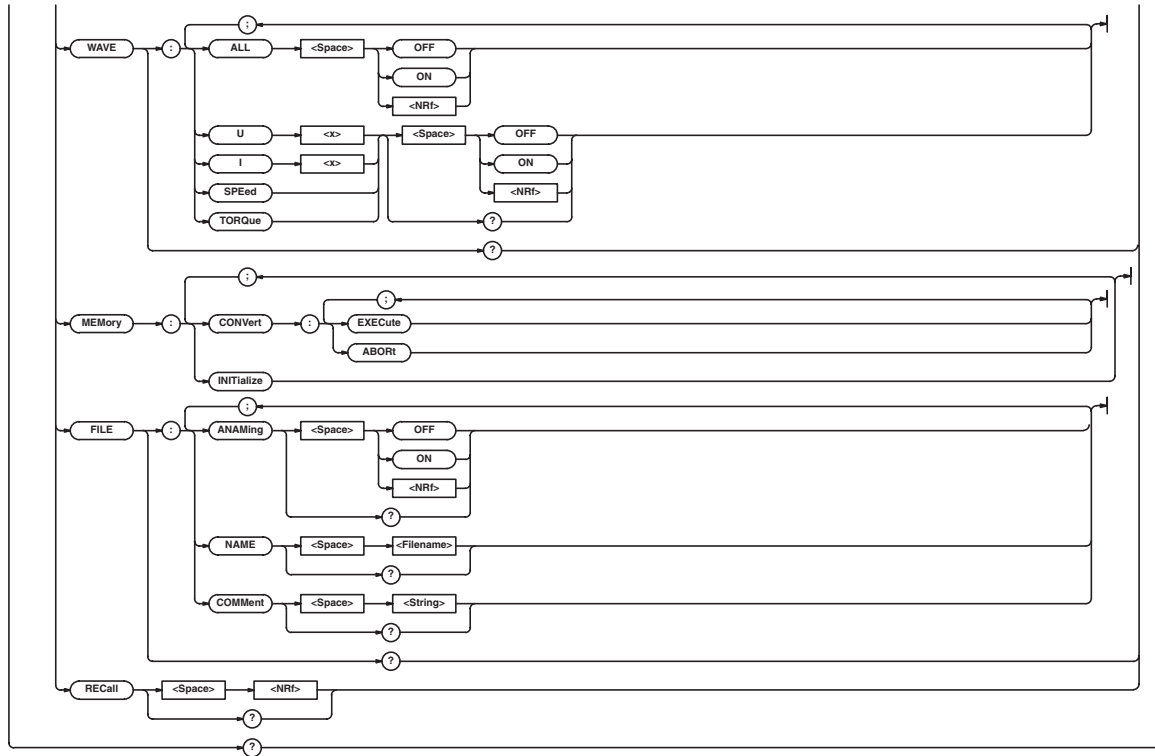 ;
WAVE : ALL <Space> OFF
ON
<NRf>
U <x> <Space> OFF
I <x> ON
SPEed <NRf>
TORQue ?
?
;
;
MEMory : CONVert : EXECute
ABORt
INITialize
;
FILE : ANAMing <Space> OFF
ON
<NRf>
?
NAME <Space> <Filename>
?
COMMent <Space> <String>
?
?
RECall <Space> <NRf>
?
?